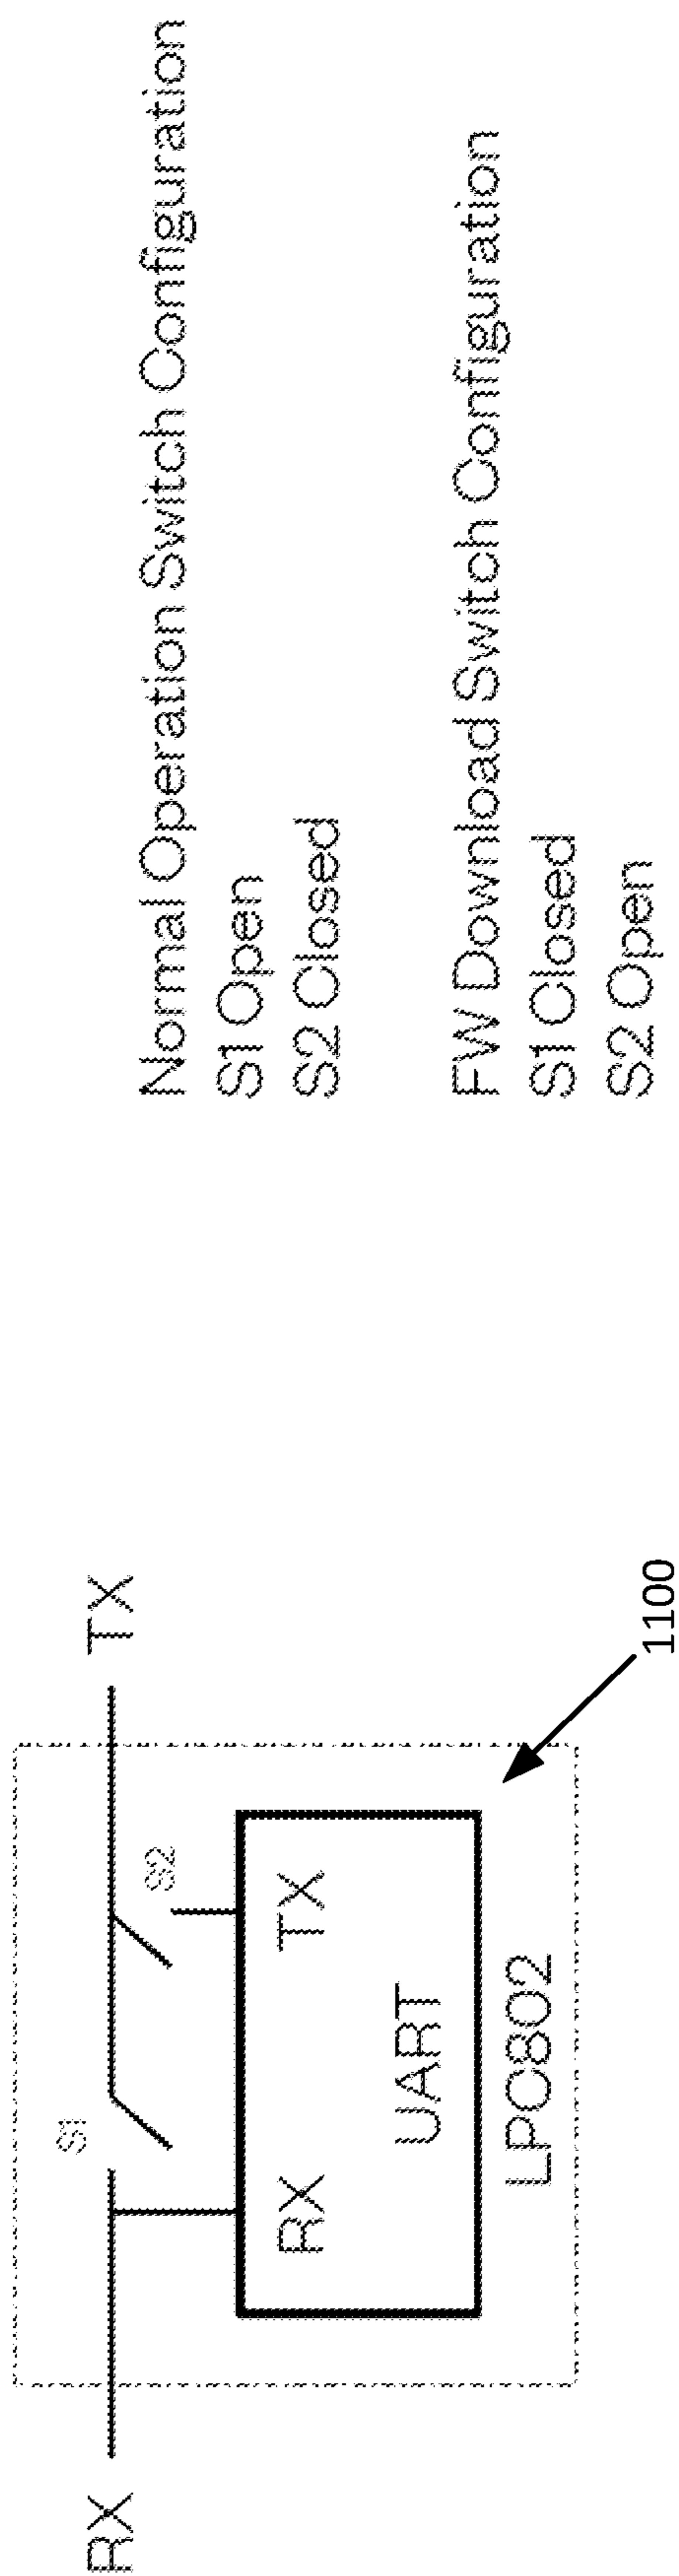 RX
TX
S1
S2
RX
TX
UART
LPC802
1100
Normal Operation Switch Configuration
S1 Open
S2 Closed
FW Download Switch Configuration
S1 Closed
S2 Open